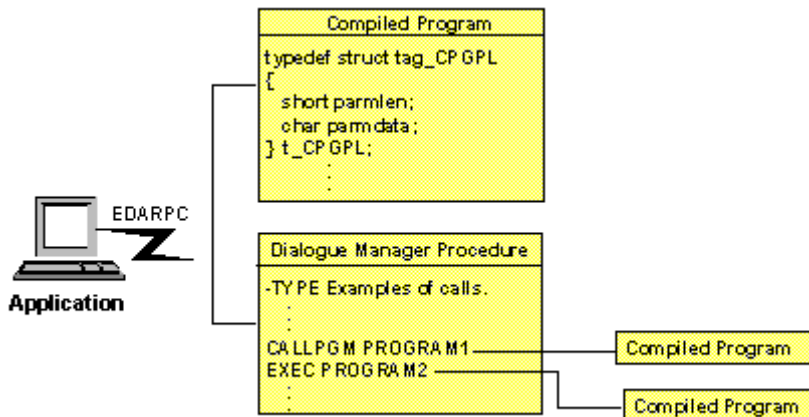 Compiled Program
typedef struct tag_CPGPL
{
short parmlen;
char parmdata;
} t_CPGPL;
:
EDARPC
Application
Dialogue Manager Procedure
-TYPE Examples of calls.
:
CALLPGM PROGRAM1
EXEC PROGRAM2
:
Compiled Program
Compiled Program